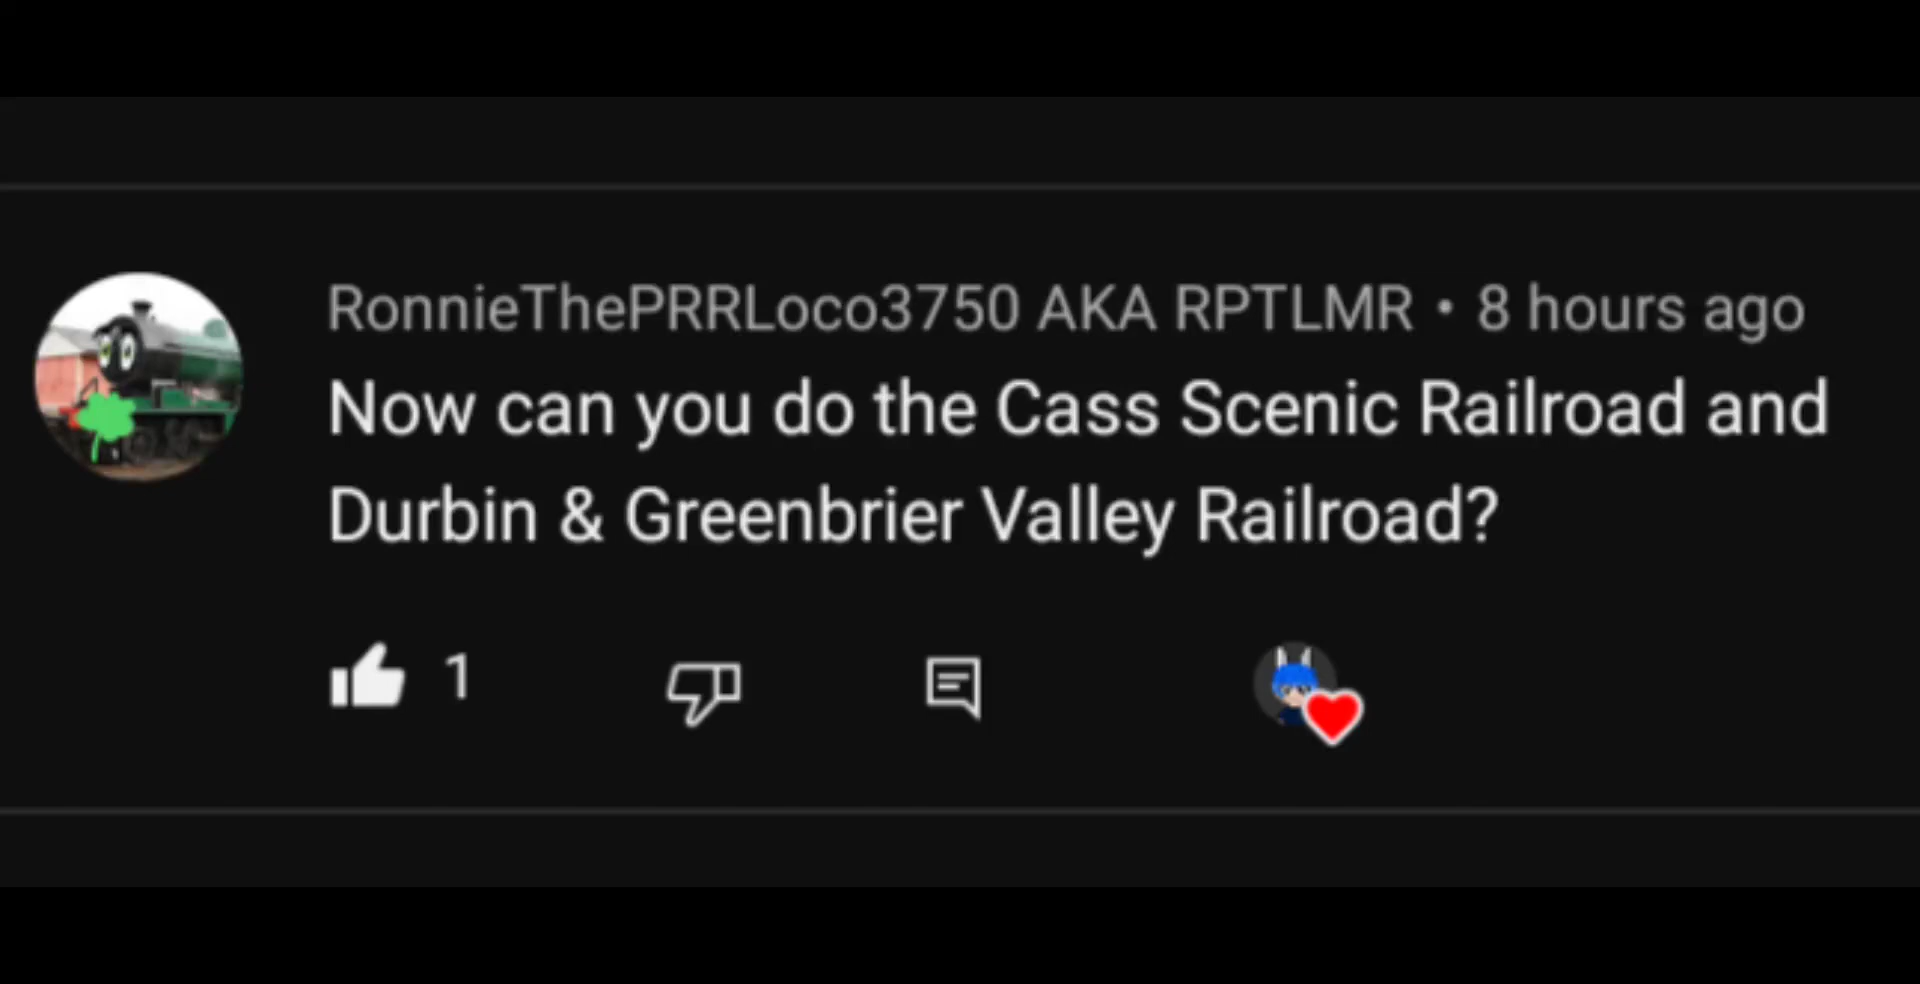 RonnieThePRRLoco3750 AKA RPTLMR • 8 hours ago
Now can you do the Cass Scenic Railroad and
Durbin & Greenbrier Valley Railroad?
1